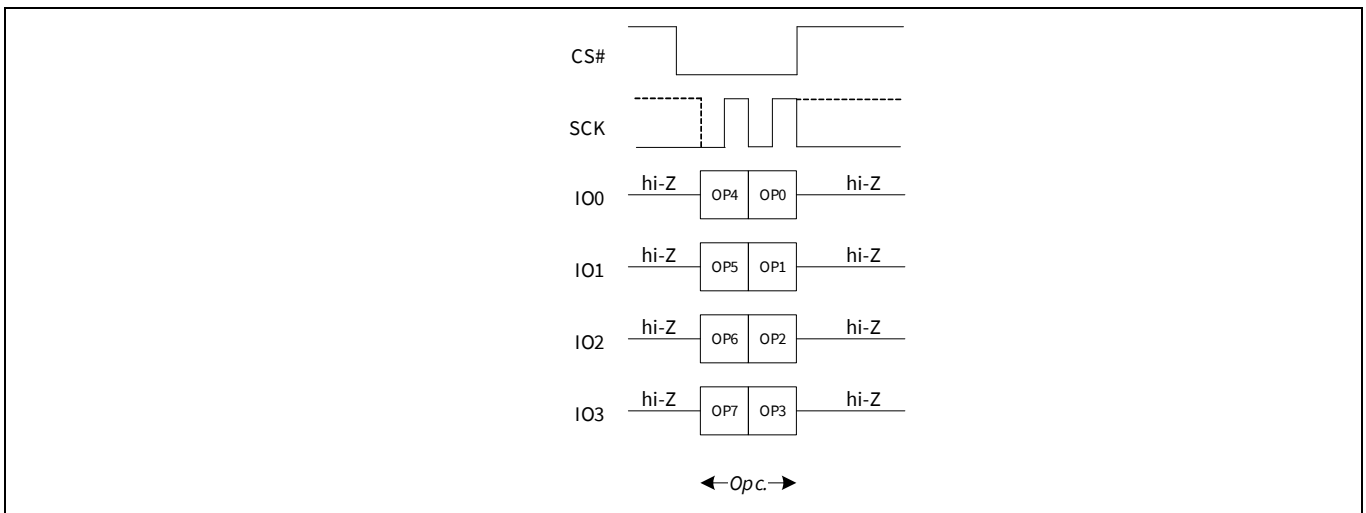 CS#
SCK
IO0 hi-Z OP4 OP0 hi-Z
IO1 hi-Z OP5 OP1 hi-Z
IO2 hi-Z OP6 OP2 hi-Z
IO3 hi-Z OP7 OP3 hi-Z
Opc.